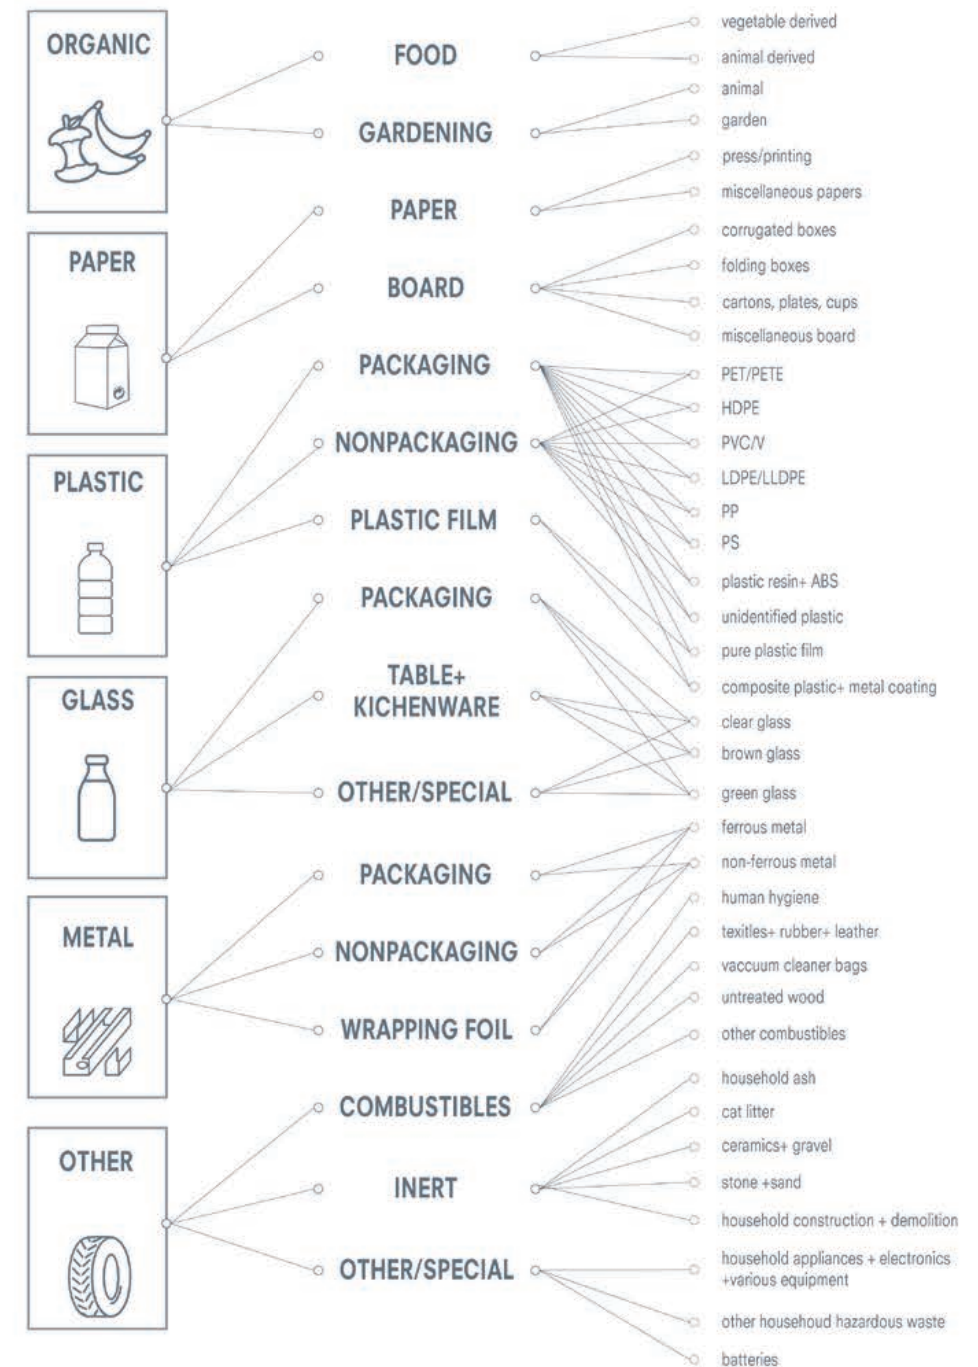 ORGANIC
PAPER
PLASTIC
GLASS
METAL
OTHER
FOOD
GARDENING
PAPER
BOARD
PACKAGING
NONPACKAGING
PLASTIC FILM
PACKAGING
TABLE+
KICHENWARE
OTHER/SPECIAL
PACKAGING
NONPACKAGING
WRAPPING FOIL
COMBUSTIBLES
INERT
OTHER/SPECIAL
vegetable derived
animal derived
animal
garden
press/printing
miscellaneous papers
corrugated boxes
folding boxes
cartons, plates, cups
miscellaneous board
PET/PETE
HDPE
PVC/V
LDPE/LLDPE
PP
PS
plastic resin+ ABS
unidentified plastic
pure plastic film
composite plastic+ metal coating
clear glass
brown glass
green glass
ferrous metal
non-ferrous metal
human hygiene
texitles+ rubber+ leather
vaccuum cleaner bags
untreated wood
other combustibles
household ash
cat litter
ceramics+ gravel
stone +sand
household construction + demolition
household appliances + electronics
+various equipment
other househoud hazardous waste
batteries